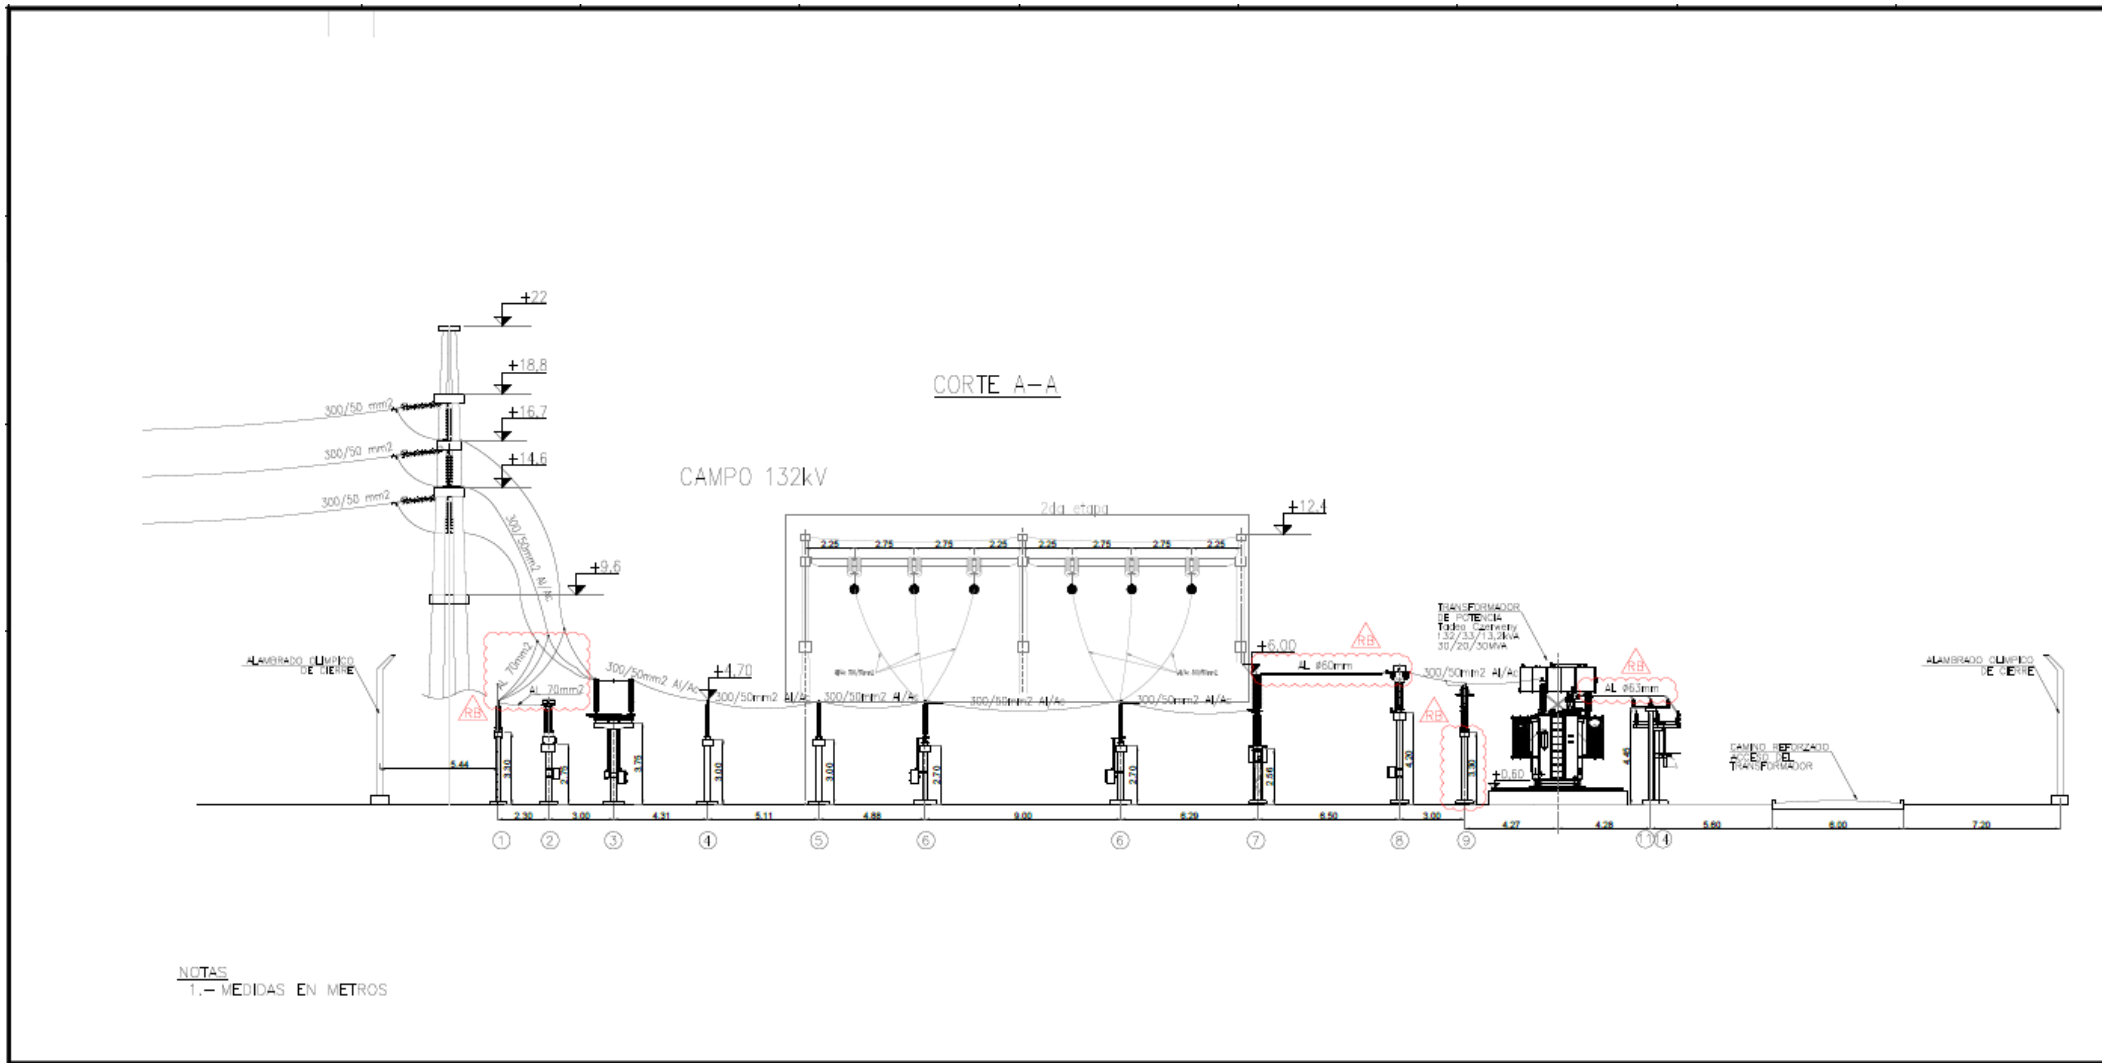 CORTE A-A
CAMPO 132kV
2da etapa
+22
+18,8
+16,7
+14,6
+9,6
+12,4
+6,00
+4,70
+0,60
300/50 mm2
300/50 mm2
300/50 mm2
300/50mm2 Al/Ac
2.25 2.75 2.75 2.25 2.25 2.75 2.75 2.25
ALAMBRADO OLIMPICO
DE CIERRE
AL 70mm2
AL 70mm2
RB
300/50mm2 Al/Ac
300/50mm2 Al/Ac
300/50mm2 Al/Ac
300/50mm2 Al/Ac
300/50mm2 Al/Ac
AL ø60mm
RB
300/50mm2 Al/Ac
RB
TRANSFORMADOR
DE POTENCIA
Tadeo Czerweny
132/33/13,2kVA
30/20/30MVA
RB
AL ø63mm
ALAMBRADO OLIMPICO
DE CIERRE
CAMINO REFORZADO
ACCESO DEL
TRANSFORMADOR
5.44
3.30
2.75
3.75
3.00
3.00
2.70
2.70
2.56
4.20
3.30
4.45
2.30 3.00 4.31 5.11 4.88 9.00 6.29 6.50 3.00 4.27 4.28 5.60 6.00 7.20
1 2 3 4 5 6 6 7 8 9 11 14
NOTAS
1.- MEDIDAS EN METROS